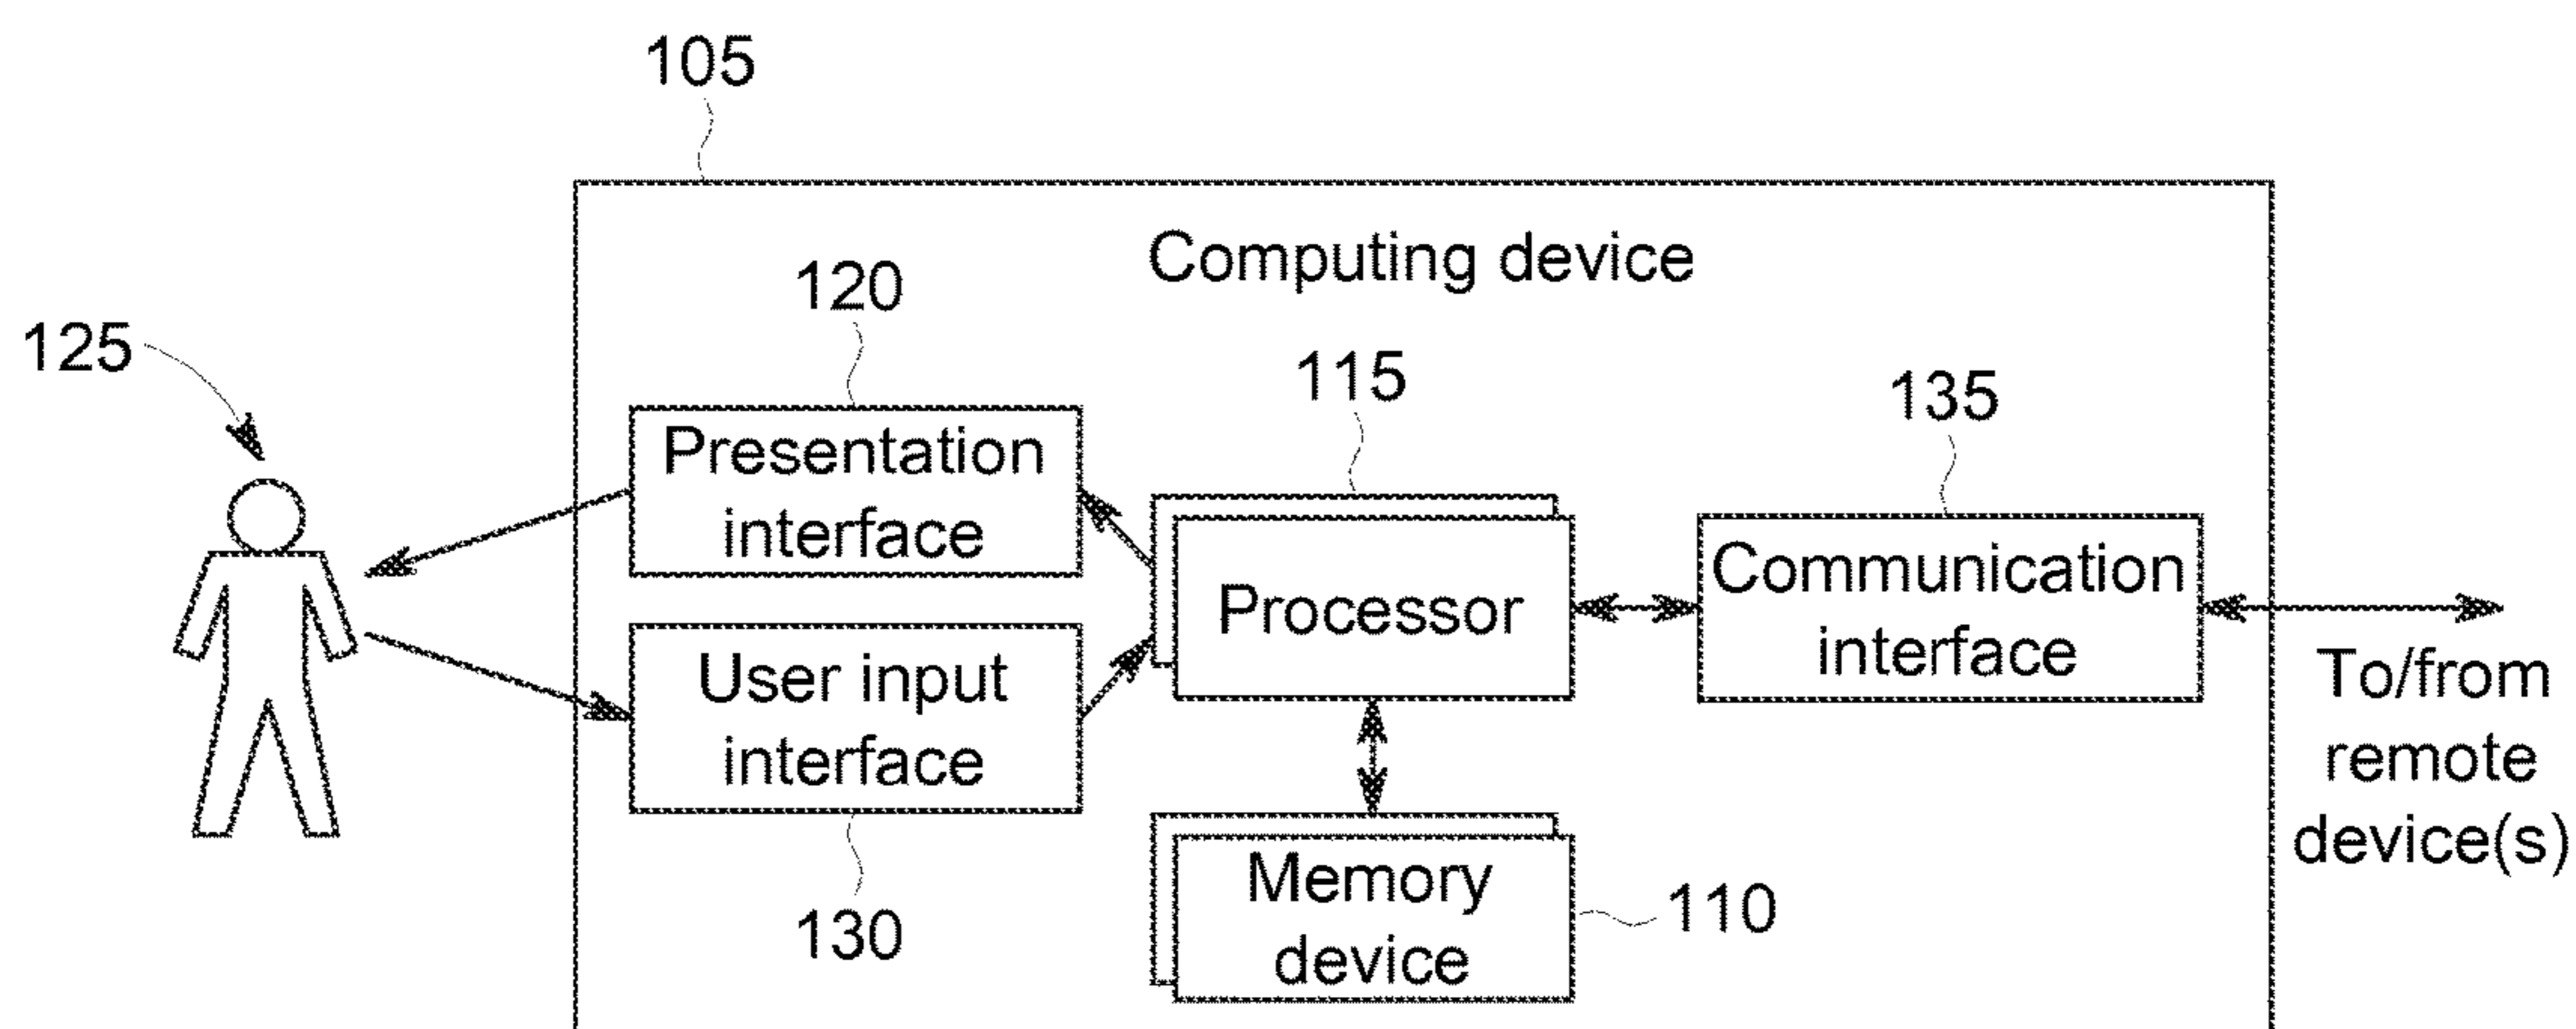 105
Computing device
120
125
115
135
Presentation
interface
Processor
Communication
interface
User input
interface
To/from
remote
device(s)
Memory
device
110
130